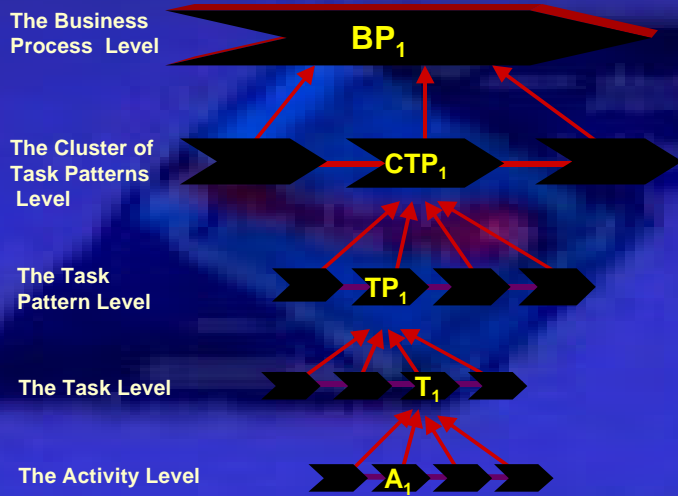 The Business
Process Level
BP₁
The Cluster of
Task Patterns
Level
CTP₁
The Task
Pattern Level
TP₁
The Task Level
T₁
The Activity Level
A₁